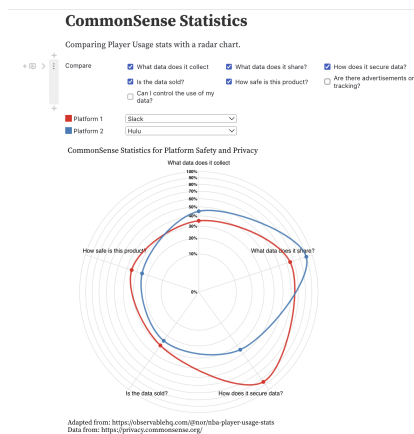 CommonSense Statistics
Comparing Player Usage stats with a radar chart.
Compare
What data does it collect
What data does it share?
How does it secure data?
Is the data sold?
How safe is this product?
Are there advertisements or
tracking?
Can I control the use of my
data?
Platform 1
Slack
Platform 2
Hulu
CommonSense Statistics for Platform Safety and Privacy
What data does it collect
100%
90%
80%
70%
60%
50%
40%
30%
20%
10%
0%
How safe is this product?
What data does it share?
Is the data sold?
How does it secure data?
Adapted from: https://observablehq.com/@nor/nba-player-usage-stats
Data from: https://privacy.commonsense.org/